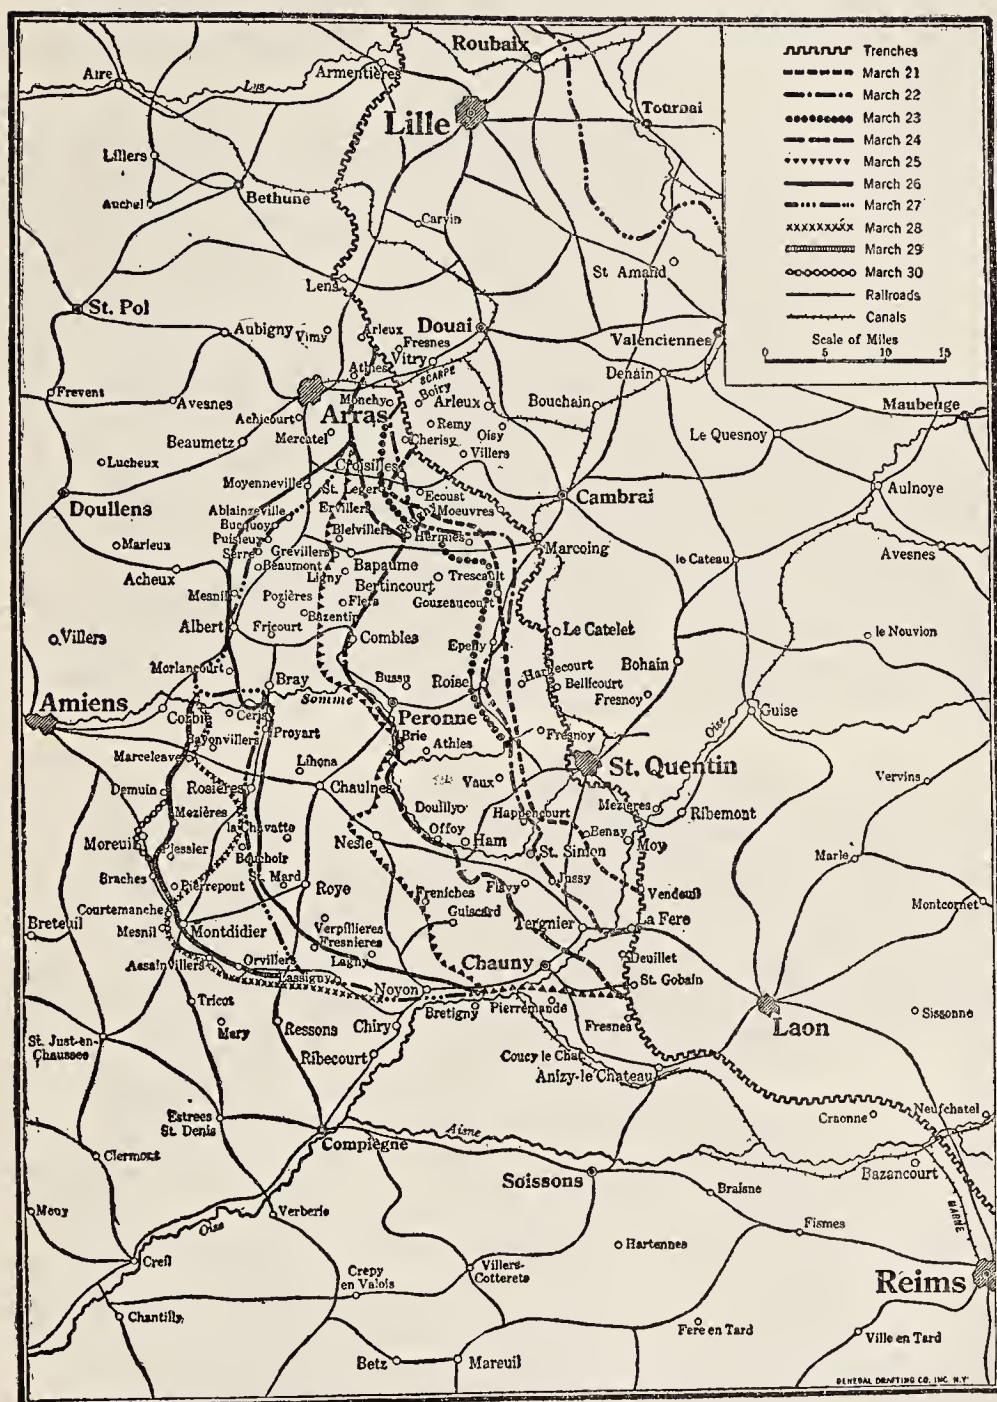 Roubaix
Aire
Armentières
Lys
Lille
Tournai
Lillers
Auchel
Bethune
Carvin
St Amand
Lens
St. Pol
Aubigny
Vimy
Arleux
Fresnes
Douai
Vitry
Valenciennes
Athies
SCARPE
Denain
Frevent
Avesnes
Monchy
Boiry
Arleux
Bouchain
Maubeuge
Achicourt
Arras
Remy
Oisy
Le Quesnoy
Beaumetz
Mercatel
Cherisy
Villers
Lucheux
Croisilles
Moyenneville
St. Leger
Ecoust
Cambrai
Aulnoye
Doullens
Ablainzeville
Ervillers
Moeuvres
Bucquoy
Puisieux
Hermies
Marleux
Serre
Grevillers
Marcoing
Avesnes
Acheux
Beaumont
Ligny
Bapaume
Trescault
le Cateau
Bertincourt
Mesnil
Pozières
Flers
Gouzeaucourt
Bazentin
Albert
Fricourt
Combles
Le Catelet
le Nouvion
Villers
Epehy
Morlancourt
Bohain
Bray
Bussu
Roise
Bellicourt
Amiens
Somme
Fresnoy
Corbie
Ceris
Peronne
Guise
Oise
Bayonvillers
Proyart
Brie
Athies
Fresnoy
Marceleave
Lihons
St. Quentin
Vervins
Demuin
Rosières
Chaulnes
Vaux
Mezières
Ribemont
Mezières
la Chavatte
Happencourt
Offoy
Benay
Moreuil
Plessier
Nesle
Ham
Moy
Bouchoir
St. Simon
Marle
Braches
Pierrepout
St. Mard
Roye
Jussy
Vendeuil
Courtemanche
Freniches
Flavy
Montcornet
Breteuil
Mesnil
Montdidier
Verpillieres
Guiscard
Tergnier
La Fere
Fresnieres
Assainvillers
Orvillers
Lagny
Chauny
Deuillet
Lassigny
Noyon
St. Gobain
Tricot
Bretigny
Pierremande
Mery
Ressons
Chiry
Fresnes
Laon
Sissonne
St. Just-en-
Chaussee
Ribecourt
Coucy le Chat.
Anizy-le Chateau
Estrees
St. Denis
Craonne
Neufchatel
Compiègne
Aisne
Clermont
Soissons
Bazancourt
Braisne
Mouy
Verberie
Fismes
MARNE
Oise
Hartennes
Creil
Crepy
en Valois
Villers-
Cotterets
Reims
Chantilly
Fere en Tard
Ville en Tard
Betz
Mareuil
Trenches
March 21
March 22
March 23
March 24
March 25
March 26
March 27
March 28
March 29
March 30
Railroads
Canals
Scale of Miles
0 5 10 15
GENERAL DRAFTING CO. INC. N.Y.